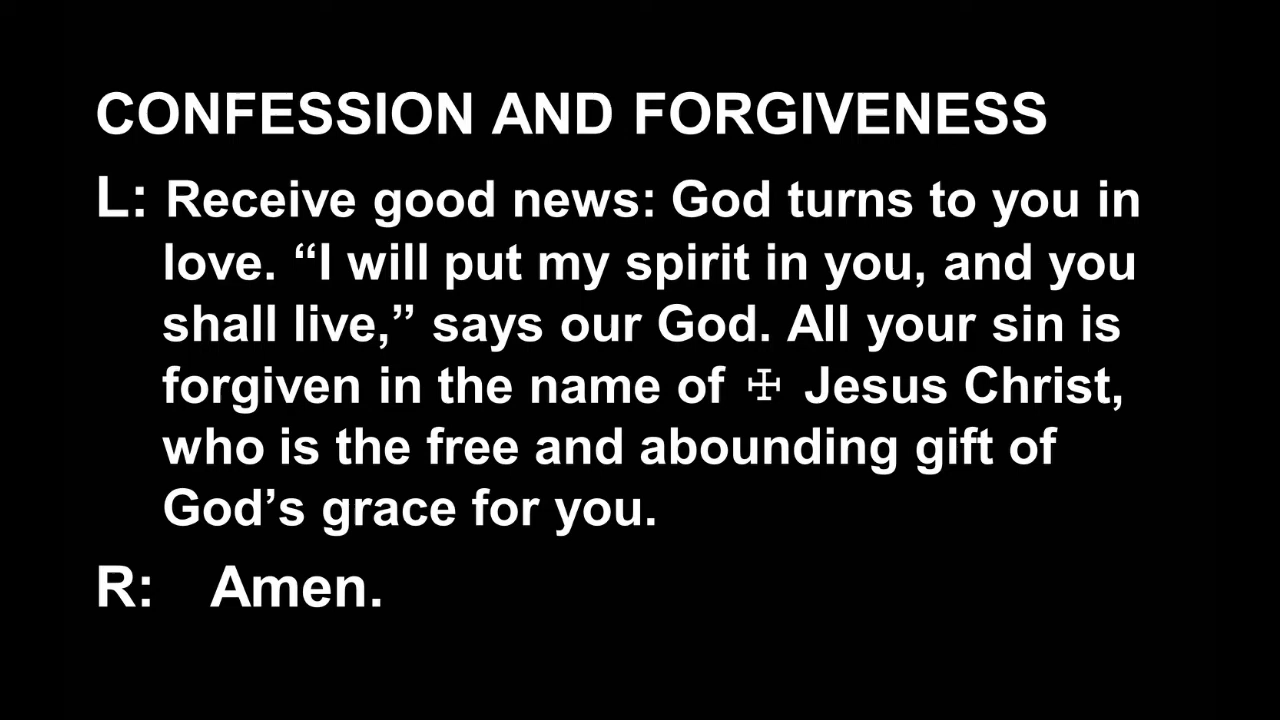 CONFESSION AND FORGIVENESS
L: Receive good news: God turns to you in
love. “I will put my spirit in you, and you
shall live,” says our God. All your sin is
forgiven in the name of ☩ Jesus Christ,
who is the free and abounding gift of
God’s grace for you.
R: Amen.